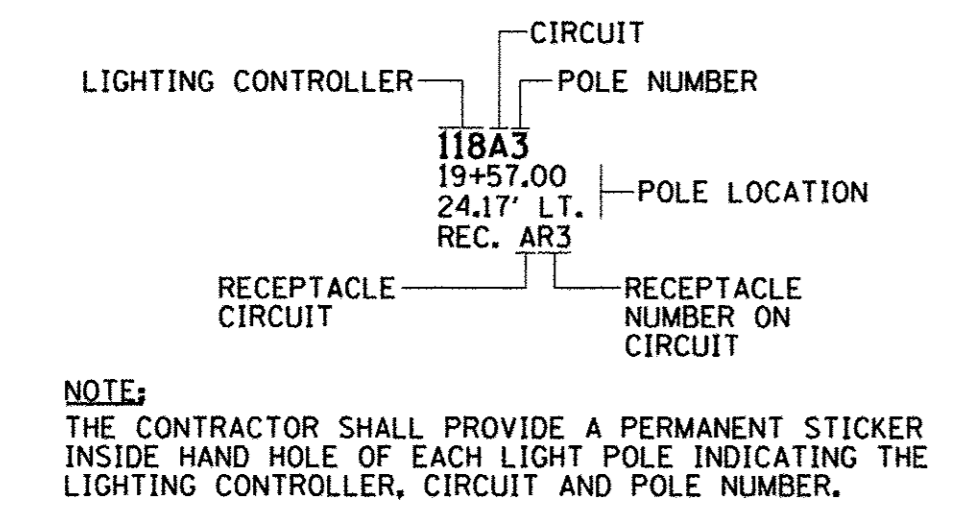 CIRCUIT
LIGHTING CONTROLLER
POLE NUMBER
118A3
19+57.00
24.17' LT.
POLE LOCATION
REC. AR3
RECEPTACLE
CIRCUIT
RECEPTACLE
NUMBER ON
CIRCUIT
NOTE:
THE CONTRACTOR SHALL PROVIDE A PERMANENT STICKER
INSIDE HAND HOLE OF EACH LIGHT POLE INDICATING THE
LIGHTING CONTROLLER, CIRCUIT AND POLE NUMBER.